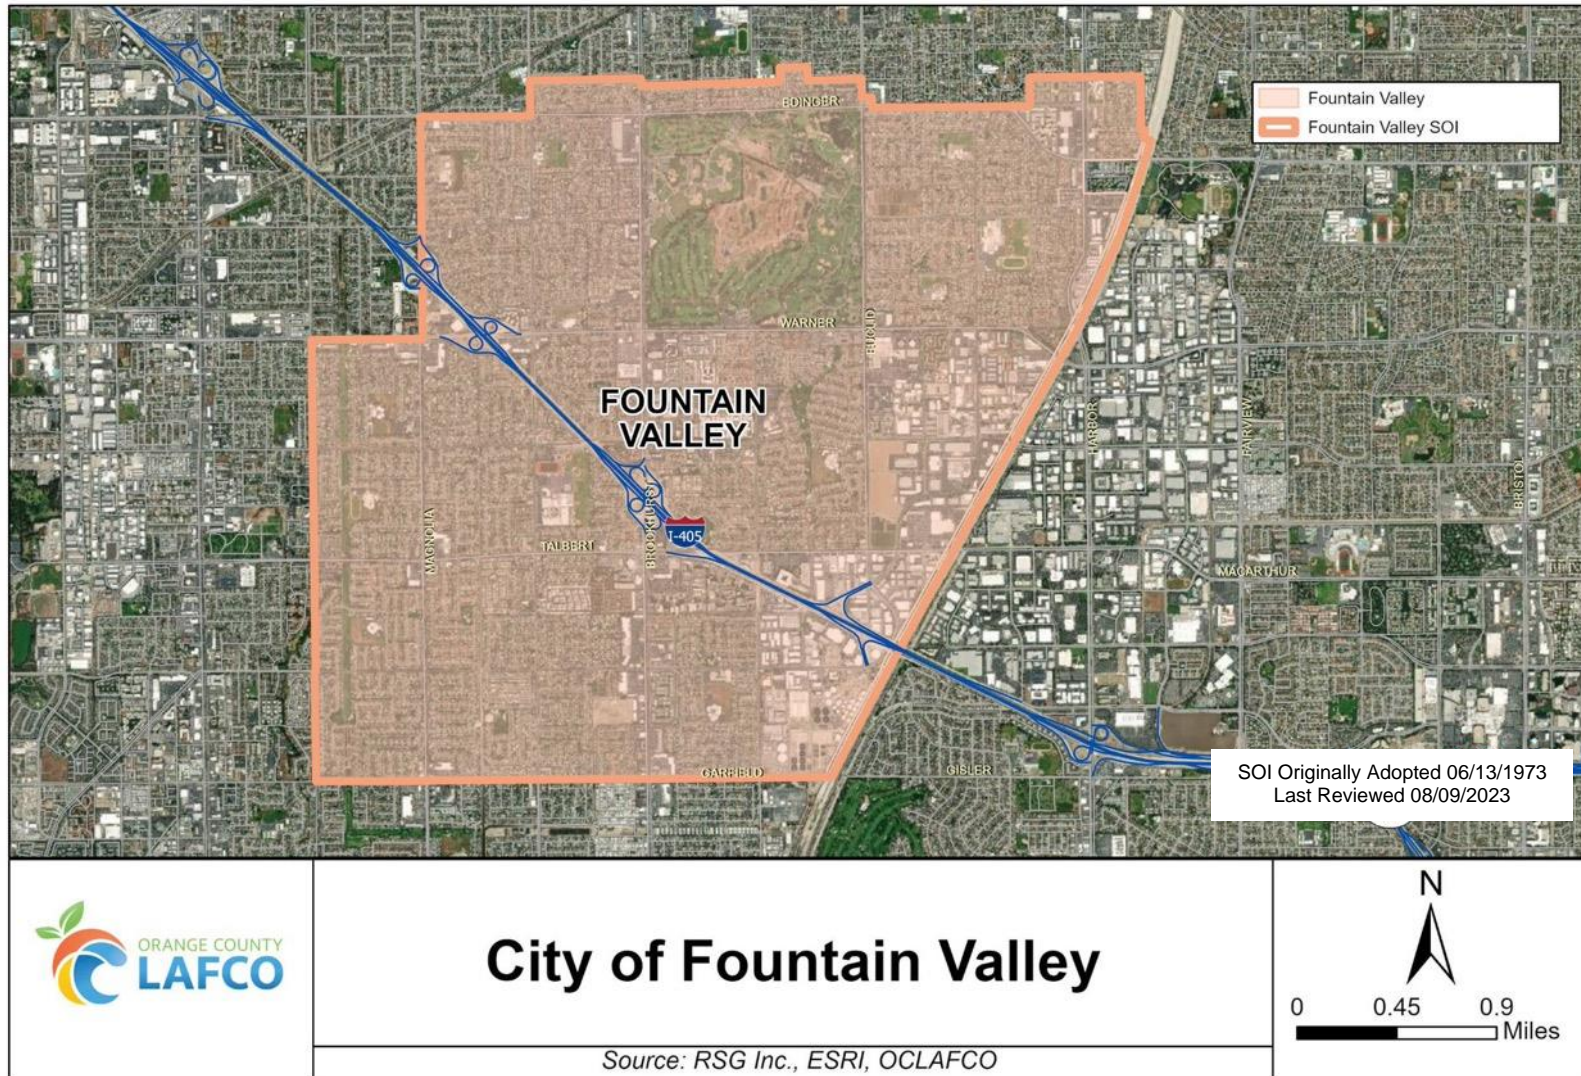 EDINGER
Fountain Valley
Fountain Valley SOI
WARNER
EUCLID
FOUNTAIN
VALLEY
HARBOR
FAIRVIEW
BRISTOL
MAGNOLIA
BROOKHURST
I-405
TALBERT
MACARTHUR
GARFIELD
GISLER
SOI Originally Adopted 06/13/1973
Last Reviewed 08/09/2023
ORANGE COUNTY
LAFCO
City of Fountain Valley
N
0 0.45 0.9
Miles
Source: RSG Inc., ESRI, OCLAFCO